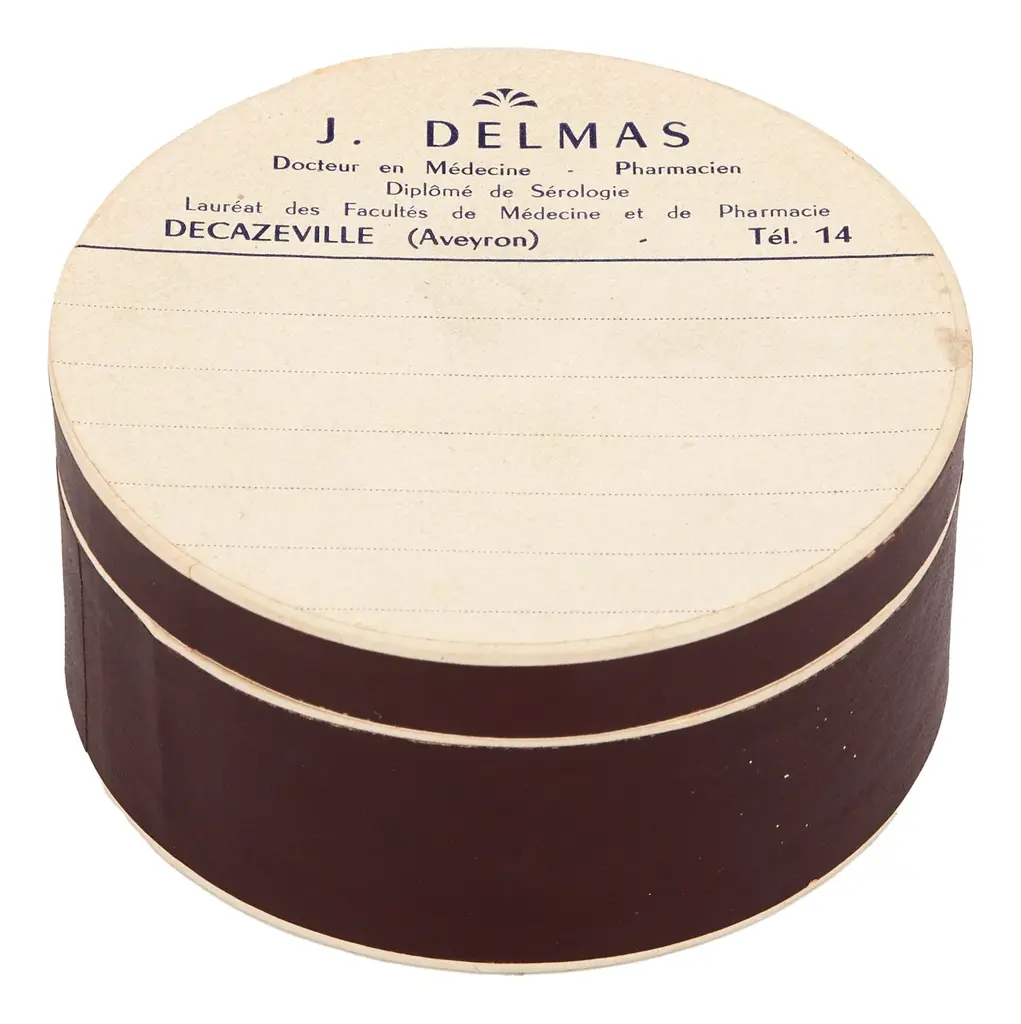 J. DELMAS
Docteur en Médecine - Pharmacien
Diplômé de Sérologie
Lauréat des Facultés de Médecine et de Pharmacie
DECAZEVILLE (Aveyron) - Tél. 14